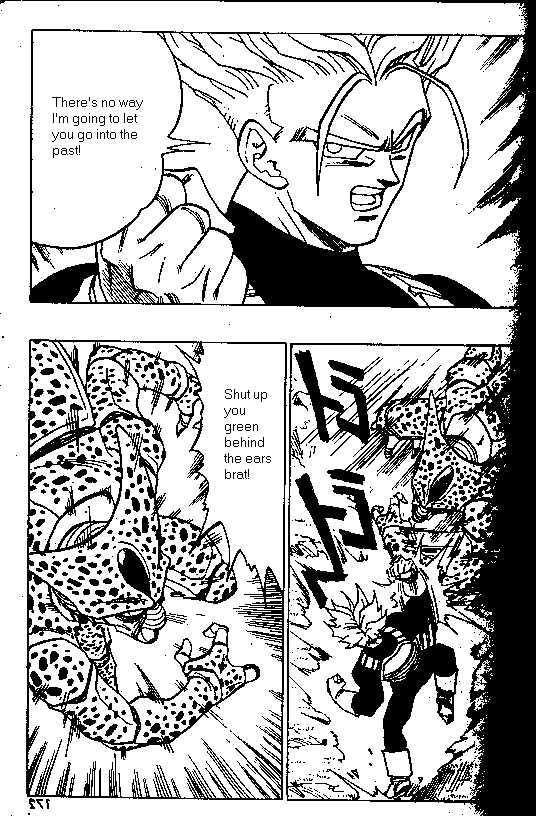 There's no way
I'm going to let
you go into the
past!
Shut up
you
green
behind
the ears
brat!
172